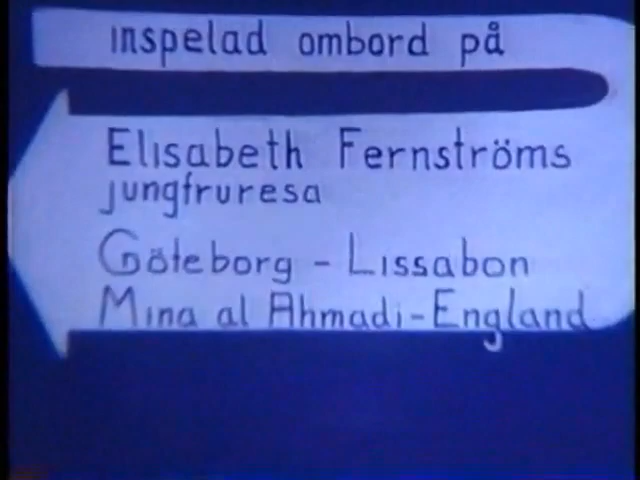 inspelad ombord på
Elisabeth Fernströms
jungfruresa
Göteborg - Lissabon
Mina al Ahmadi-England